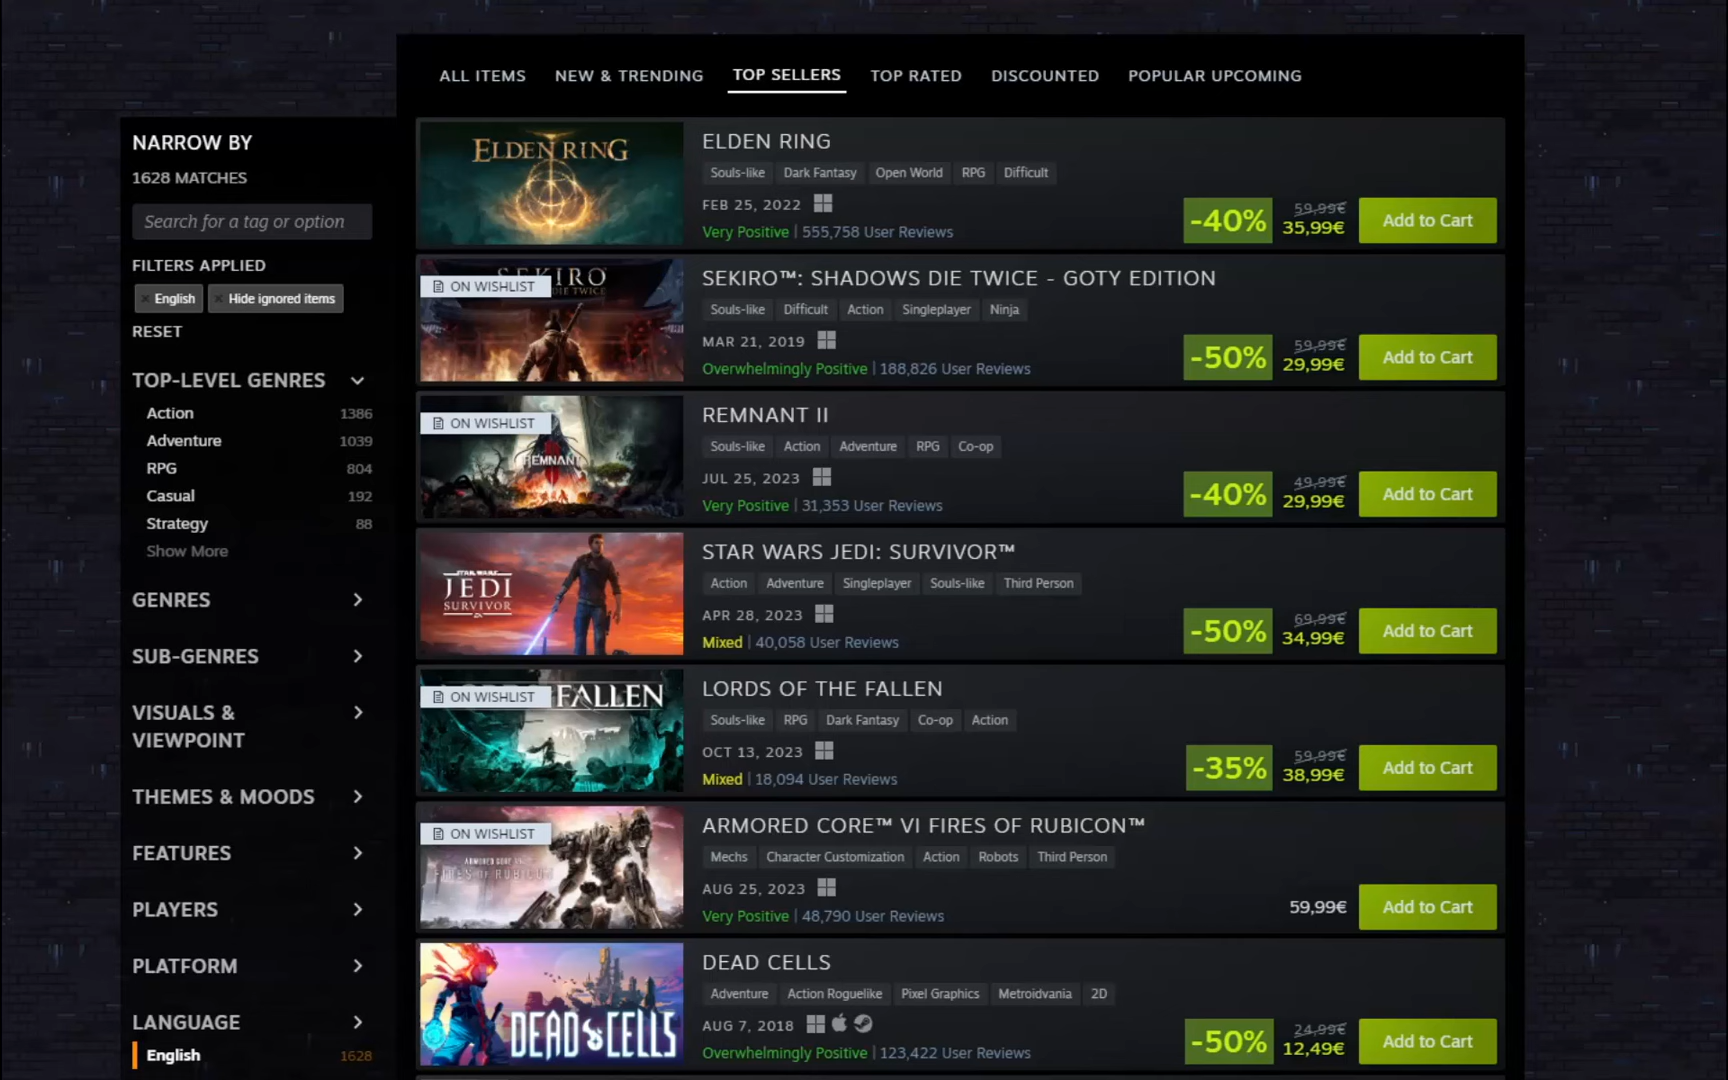 ALL ITEMS NEW & TRENDING TOP SELLERS TOP RATED DISCOUNTED POPULAR UPCOMING
NARROW BY
1628 MATCHES
Search for a tag or option
FILTERS APPLIED
× English × Hide ignored items
RESET
TOP-LEVEL GENRES
Action 1386
Adventure 1039
RPG 804
Casual 192
Strategy 88
Show More
GENRES
SUB-GENRES
VISUALS &
VIEWPOINT
THEMES & MOODS
FEATURES
PLAYERS
PLATFORM
LANGUAGE
English 1628
ELDEN RING
ELDEN RING
Souls-like Dark Fantasy Open World RPG Difficult
FEB 25, 2022
Very Positive | 555,758 User Reviews
-40% 59,99€ 35,99€ Add to Cart
SEKIRO
DIE TWICE
ON WISHLIST
SEKIRO™: SHADOWS DIE TWICE - GOTY EDITION
Souls-like Difficult Action Singleplayer Ninja
MAR 21, 2019
Overwhelmingly Positive | 188,826 User Reviews
-50% 59,99€ 29,99€ Add to Cart
ON WISHLIST
REMNANT
REMNANT II
Souls-like Action Adventure RPG Co-op
JUL 25, 2023
Very Positive | 31,353 User Reviews
-40% 49,99€ 29,99€ Add to Cart
STAR WARS
JEDI
SURVIVOR
STAR WARS JEDI: SURVIVOR™
Action Adventure Singleplayer Souls-like Third Person
APR 28, 2023
Mixed | 40,058 User Reviews
-50% 69,99€ 34,99€ Add to Cart
ON WISHLIST
FALLEN
LORDS OF THE FALLEN
Souls-like RPG Dark Fantasy Co-op Action
OCT 13, 2023
Mixed | 18,094 User Reviews
-35% 59,99€ 38,99€ Add to Cart
ON WISHLIST
ARMORED CORE VI
FIRES OF RUBICON
ARMORED CORE™ VI FIRES OF RUBICON™
Mechs Character Customization Action Robots Third Person
AUG 25, 2023
Very Positive | 48,790 User Reviews
59,99€ Add to Cart
DEAD CELLS
DEAD CELLS
Adventure Action Roguelike Pixel Graphics Metroidvania 2D
AUG 7, 2018
Overwhelmingly Positive | 123,422 User Reviews
-50% 24,99€ 12,49€ Add to Cart